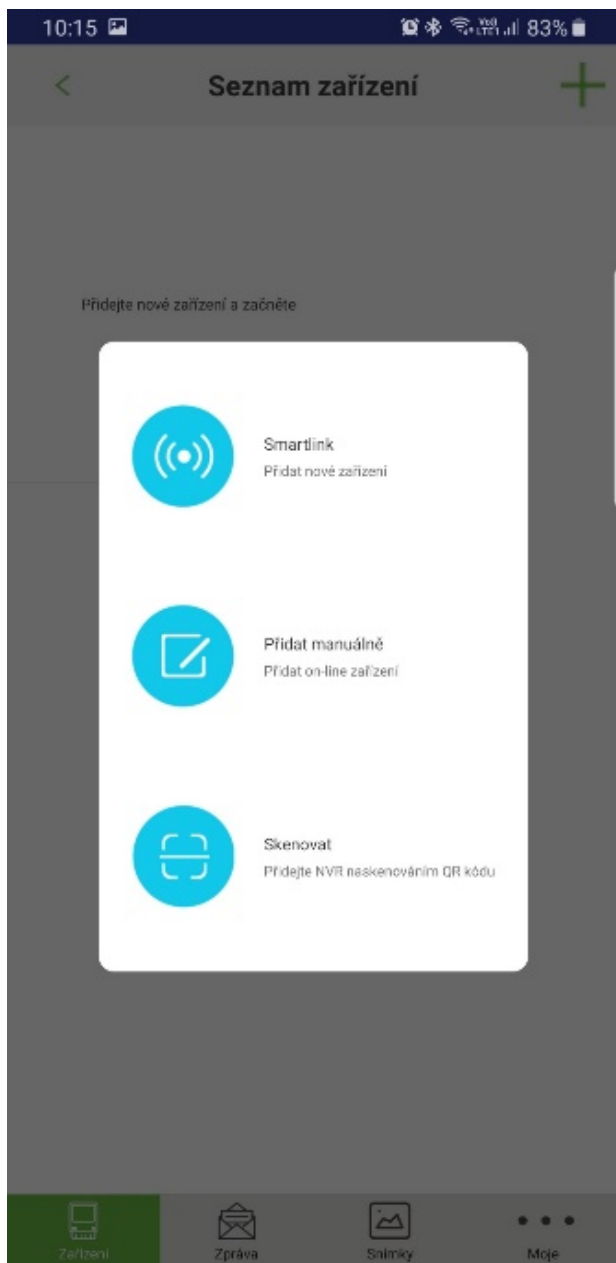 10:15 83%
Seznam zařízení
Přidejte nové zařízení a začněte
Smartlink
Přidat nové zařízení
Přidat manuálně
Přidat on-line zařízení
Skenovat
Přidejte NVR naskenováním QR kódu
Zařízení Zpráva Snímky Moje